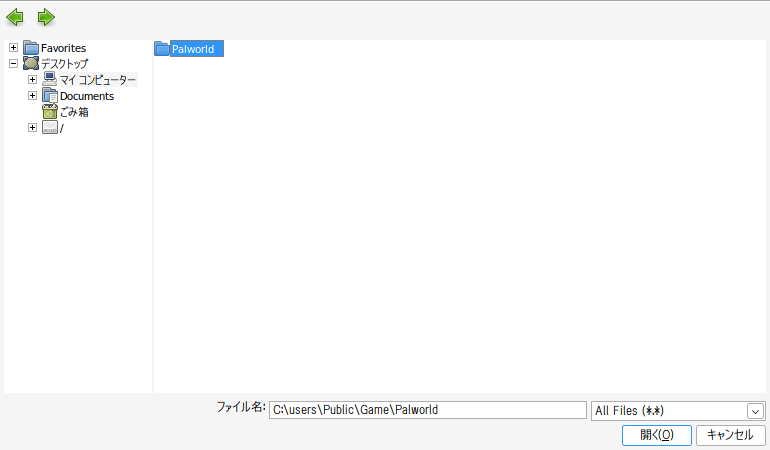 Favorites
デスクトップ
マイ コンピューター
Documents
ごみ箱
/
Palworld
ファイル名: C:\users\Public\Game\Palworld
All Files (*.*)
開く(O)
キャンセル